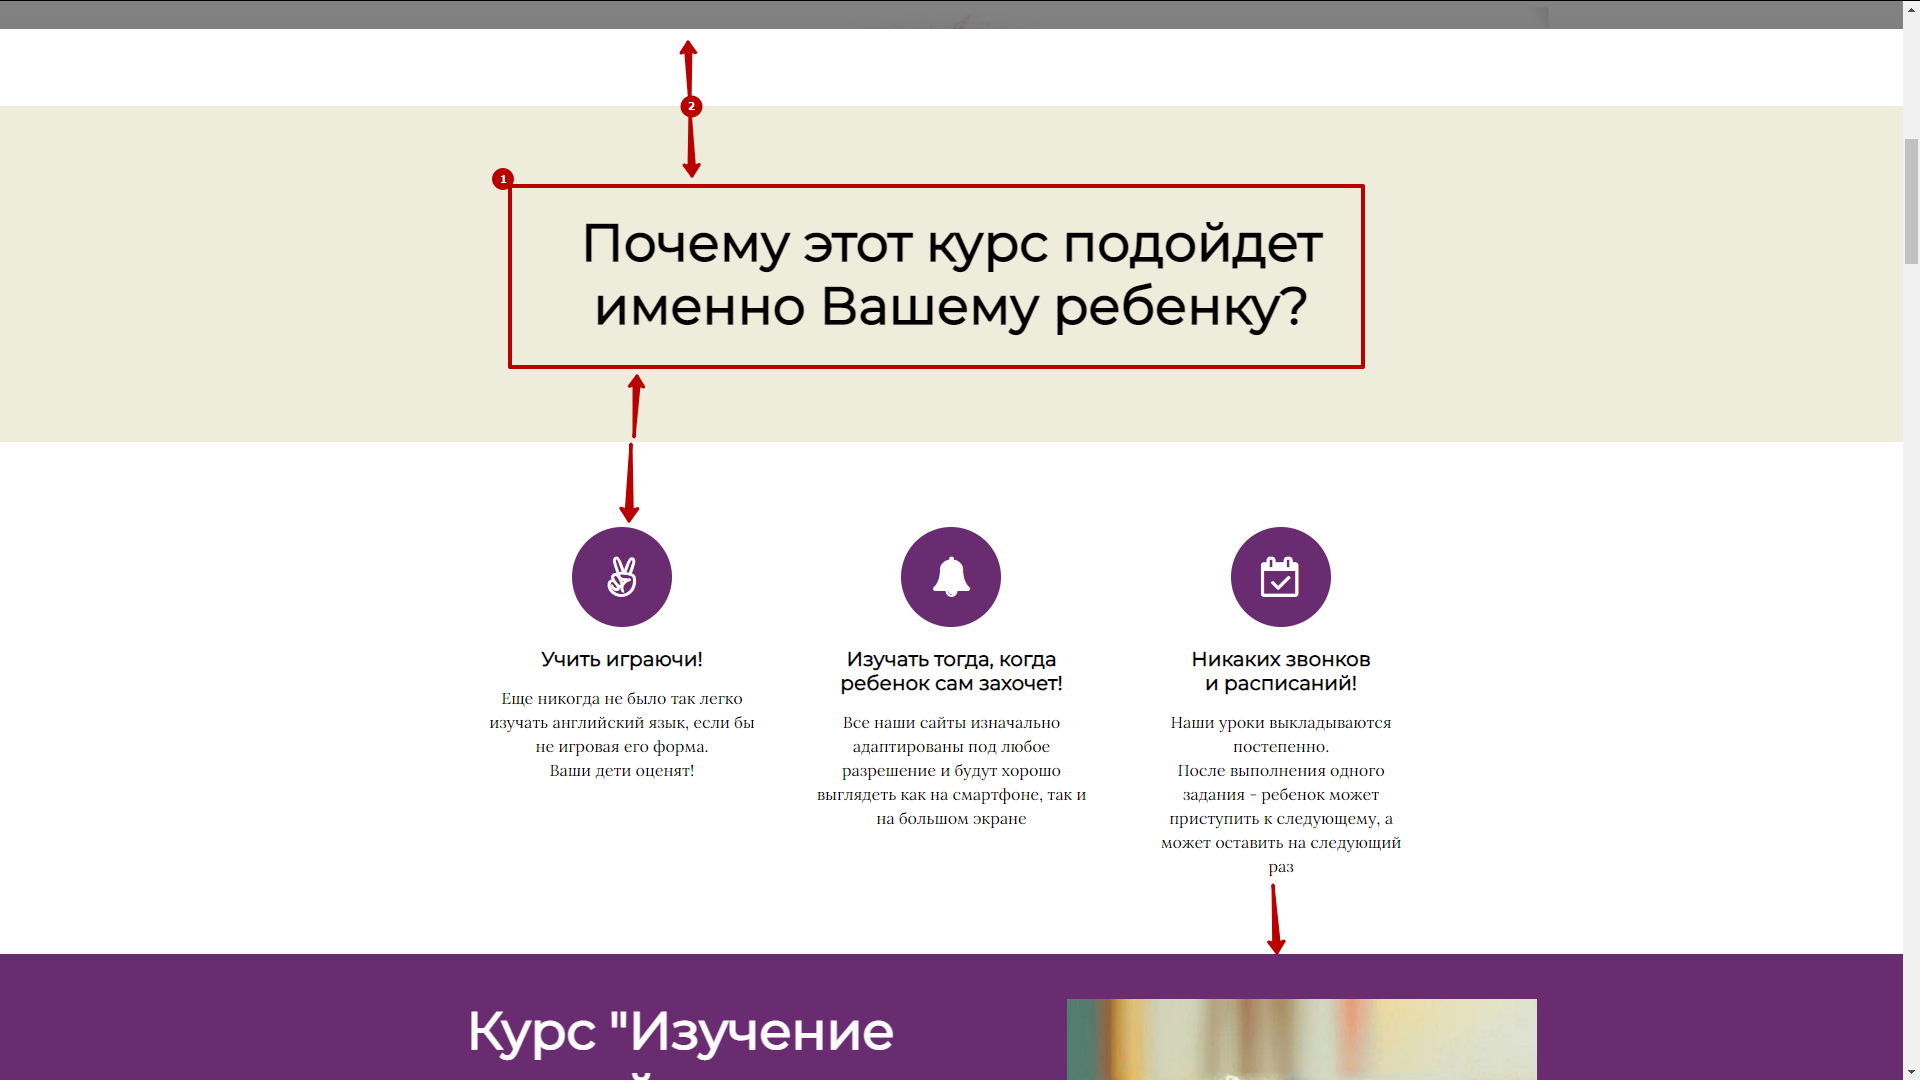 2
1
Почему этот курс подойдет
именно Вашему ребенку?
Учить играючи!
Еще никогда не было так легко
изучать английский язык, если бы
не игровая его форма.
Ваши дети оценят!
Изучать тогда, когда
ребенок сам захочет!
Все наши сайты изначально
адаптированы под любое
разрешение и будут хорошо
выглядеть как на смартфоне, так и
на большом экране
Никаких звонков
и расписаний!
Наши уроки выкладываются
постепенно.
После выполнения одного
задания - ребенок может
приступить к следующему, а
может оставить на следующий
раз
Курс "Изучение